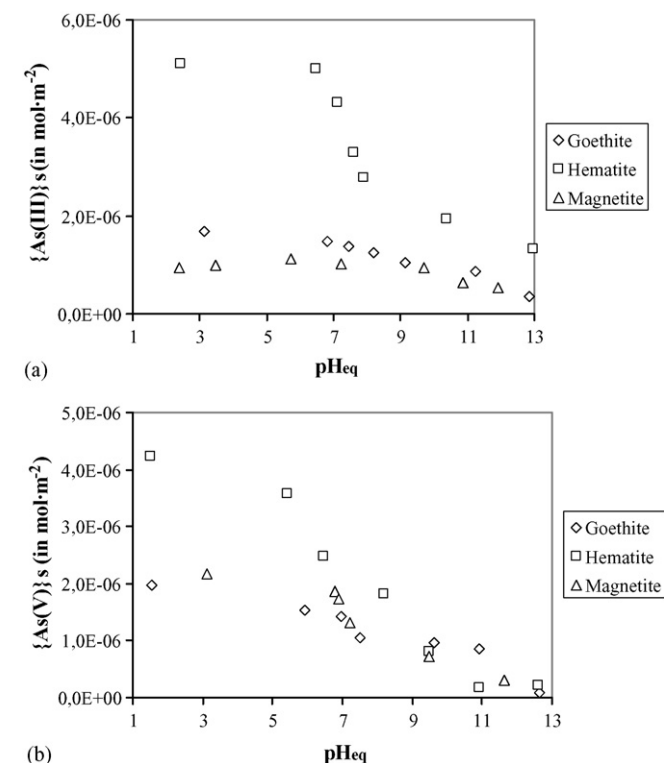 6,0E-06
4,0E-06
2,0E-06
0,0E+00
{As(III)}s (in mol·m⁻²)
1 3 5 7 9 11 13
pHeq
Goethite
Hematite
Magnetite
(a)
5,0E-06
4,0E-06
3,0E-06
2,0E-06
1,0E-06
0,0E+00
{As(V)}s (in mol·m⁻²)
1 3 5 7 9 11 13
pHeq
Goethite
Hematite
Magnetite
(b)